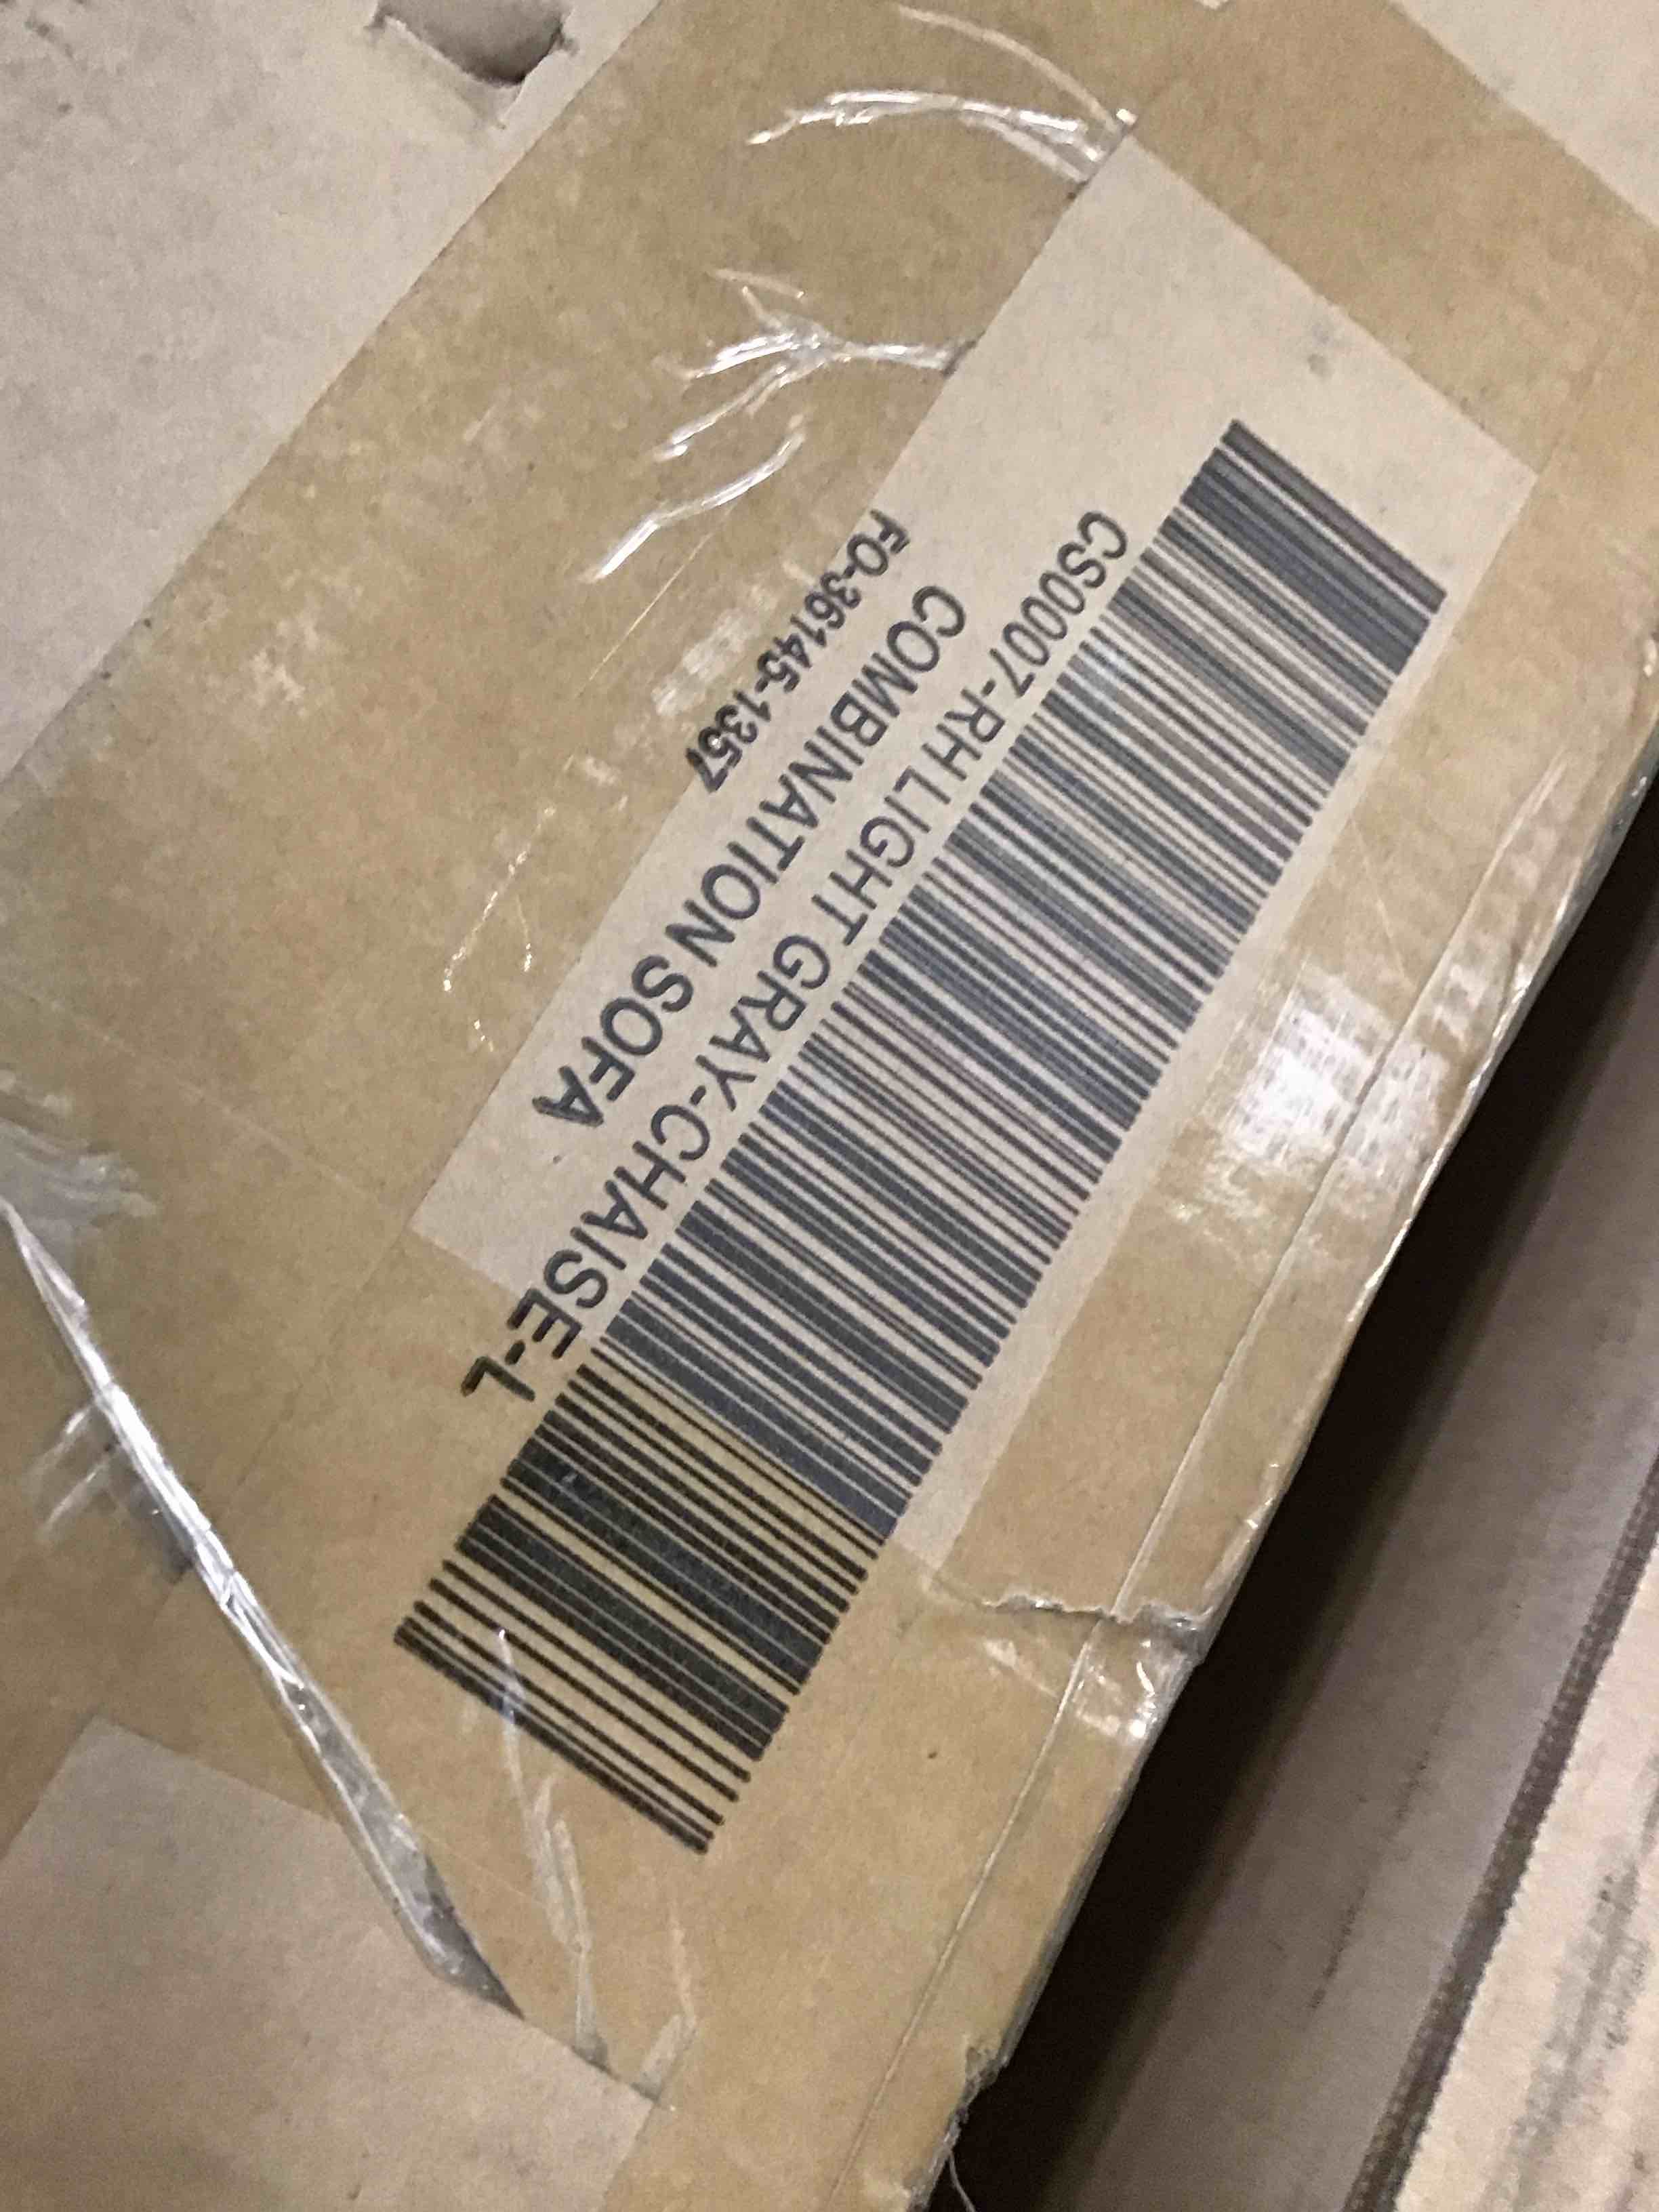 CS0007-RH LIGHT GRAY-CHAISE-L
COMBINATION SOFA
FO-36145-1357